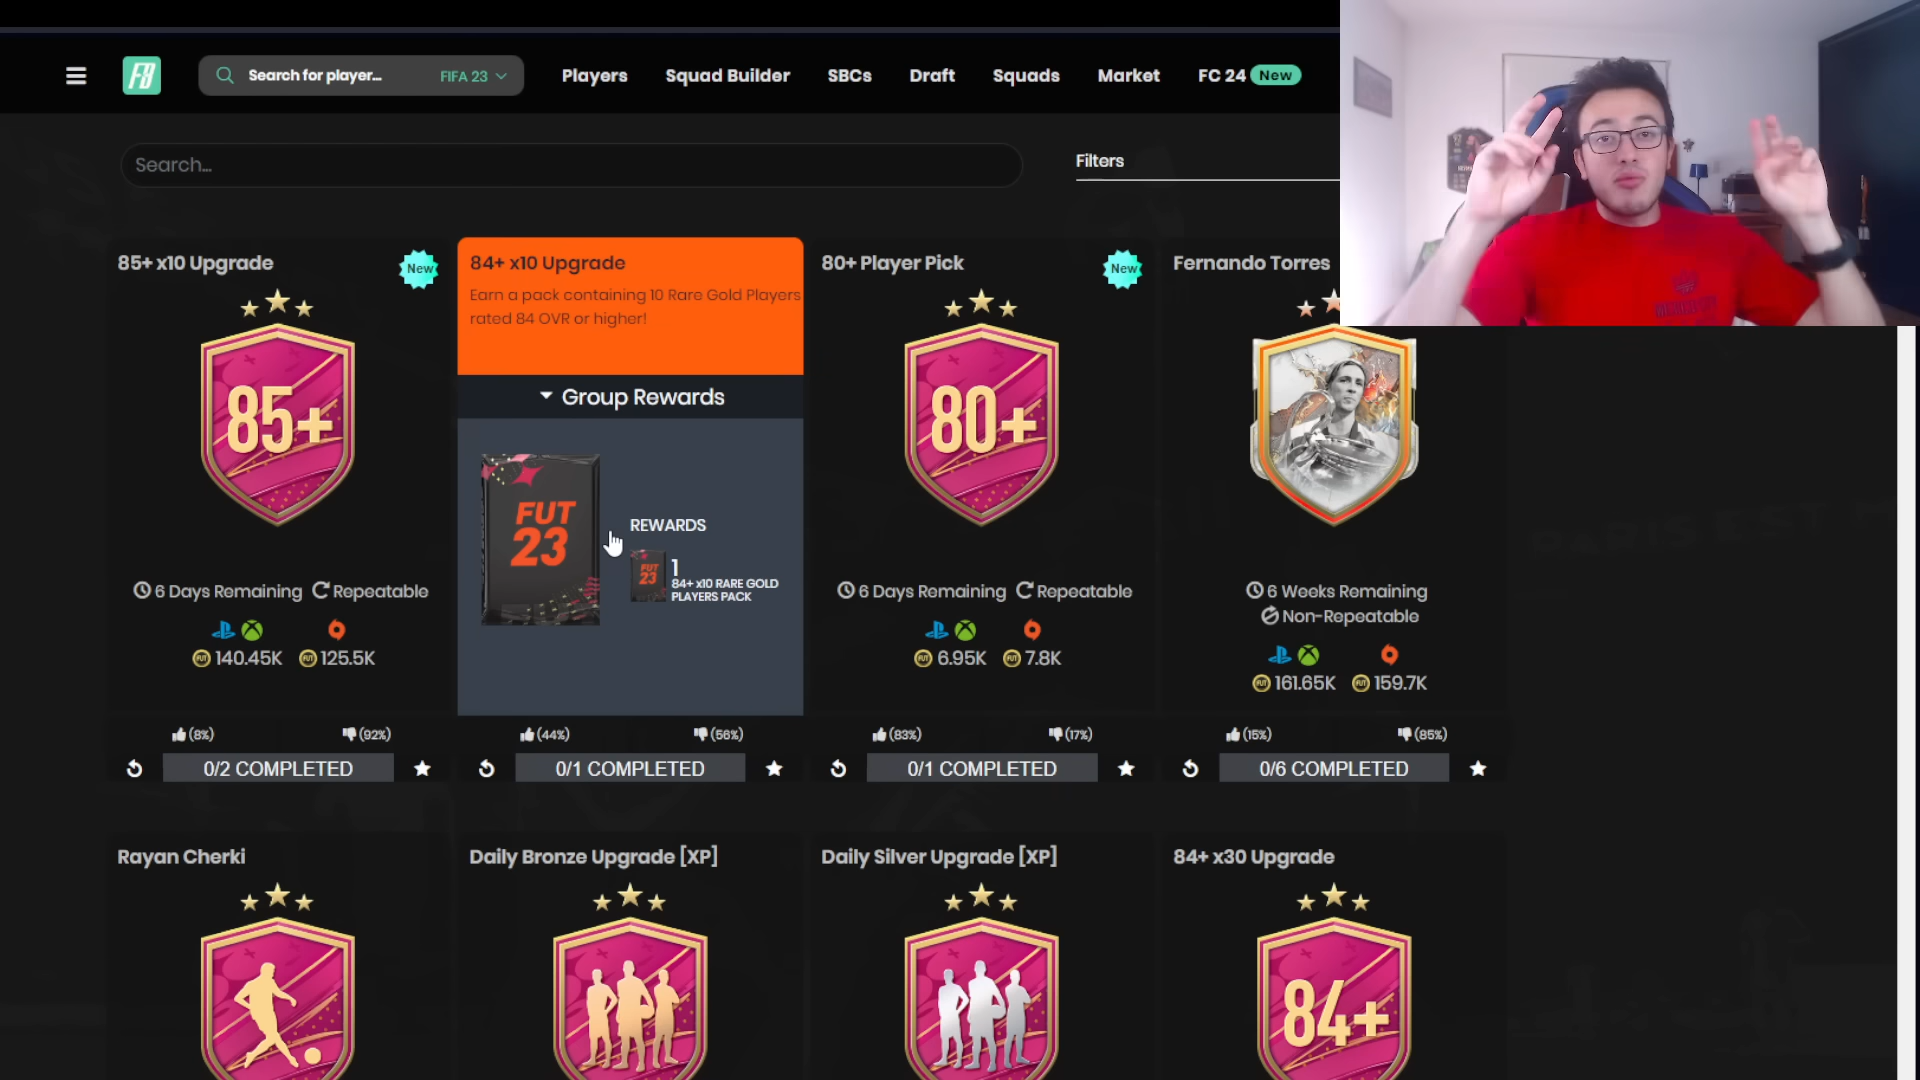 Search for player...
FIFA 23
Players
Squad Builder
SBCs
Draft
Squads
Market
FC 24 New
Search...
Filters
85+ x10 Upgrade
New
85+
6 Days Remaining Repeatable
140.45K 125.5K
(8%) (92%)
0/2 COMPLETED
84+ x10 Upgrade
Earn a pack containing 10 Rare Gold Players
rated 84 OVR or higher!
Group Rewards
FUT
23
REWARDS
FUT
23
1
84+ x10 RARE GOLD
PLAYERS PACK
(44%) (56%)
0/1 COMPLETED
80+ Player Pick
New
80+
6 Days Remaining Repeatable
6.95K 7.8K
(83%) (17%)
0/1 COMPLETED
Fernando Torres
6 Weeks Remaining
Non-Repeatable
161.65K 159.7K
(15%) (85%)
0/6 COMPLETED
Rayan Cherki
Daily Bronze Upgrade [XP]
Daily Silver Upgrade [XP]
84+ x30 Upgrade
84+